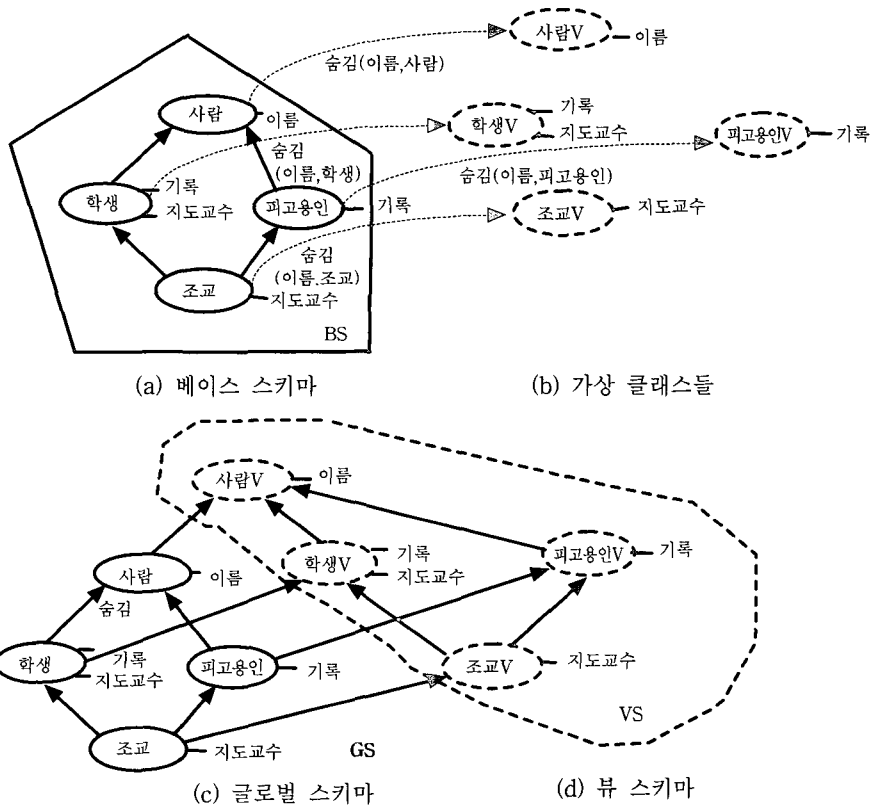 사람V
이름
숨김(이름,사람)
사람
이름
기록
학생V
지도교수
피고용인V
기록
숨김
(이름,학생)
숨김(이름,피고용인)
기록
학생
지도교수
피고용인
기록
조교V
지도교수
숨김
(이름.조교)
조교
지도교수
BS
(a) 베이스 스키마
(b) 가상 클래스들
사람V
이름
학생V
기록
지도교수
피고용인V
기록
사람
이름
숨김
학생
기록
지도교수
피고용인
기록
조교V
지도교수
VS
조교
지도교수
GS
(c) 글로벌 스키마
(d) 뷰 스키마